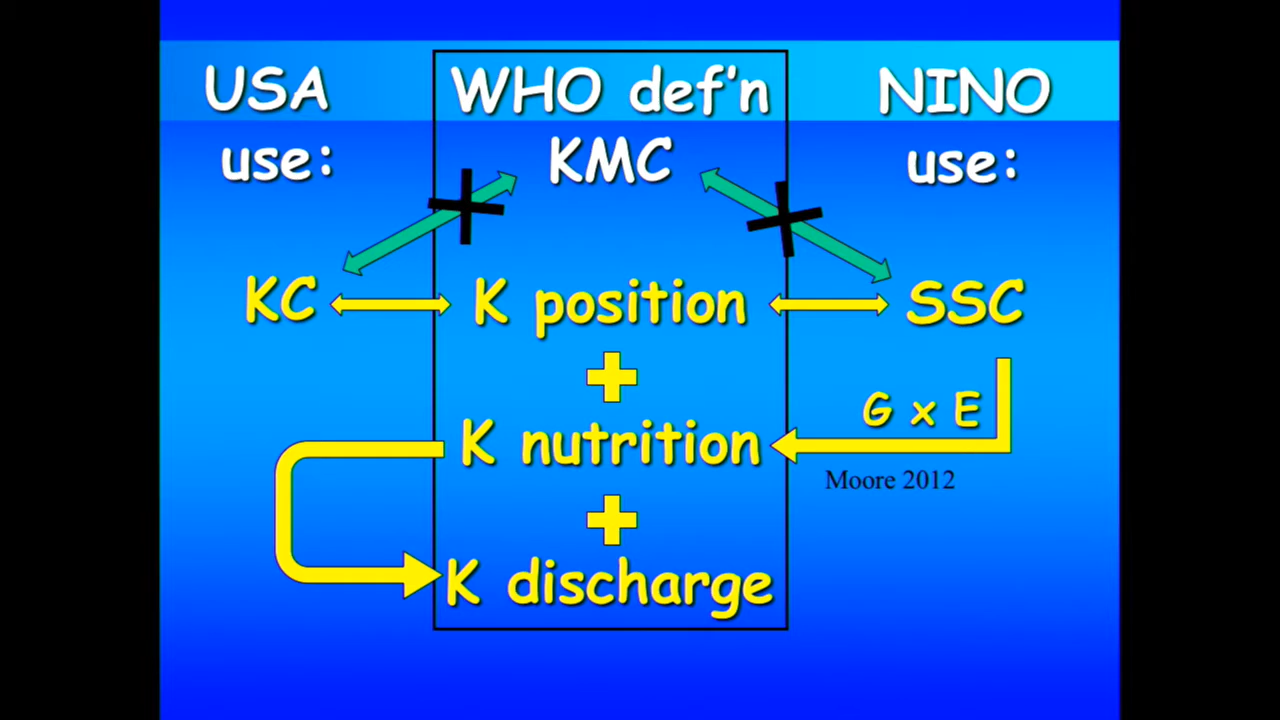 USA use:
WHO def'n KMC
NINO use:
KC
K position
SSC
+
G x E
K nutrition
Moore 2012
+
K discharge